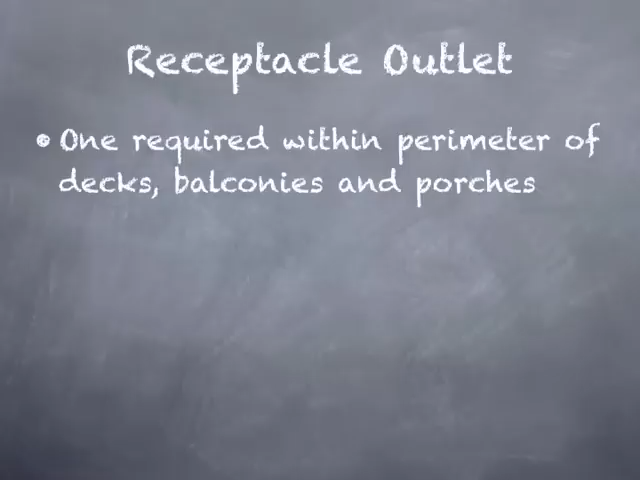 Receptacle Outlet
• One required within perimeter of
decks, balconies and porches